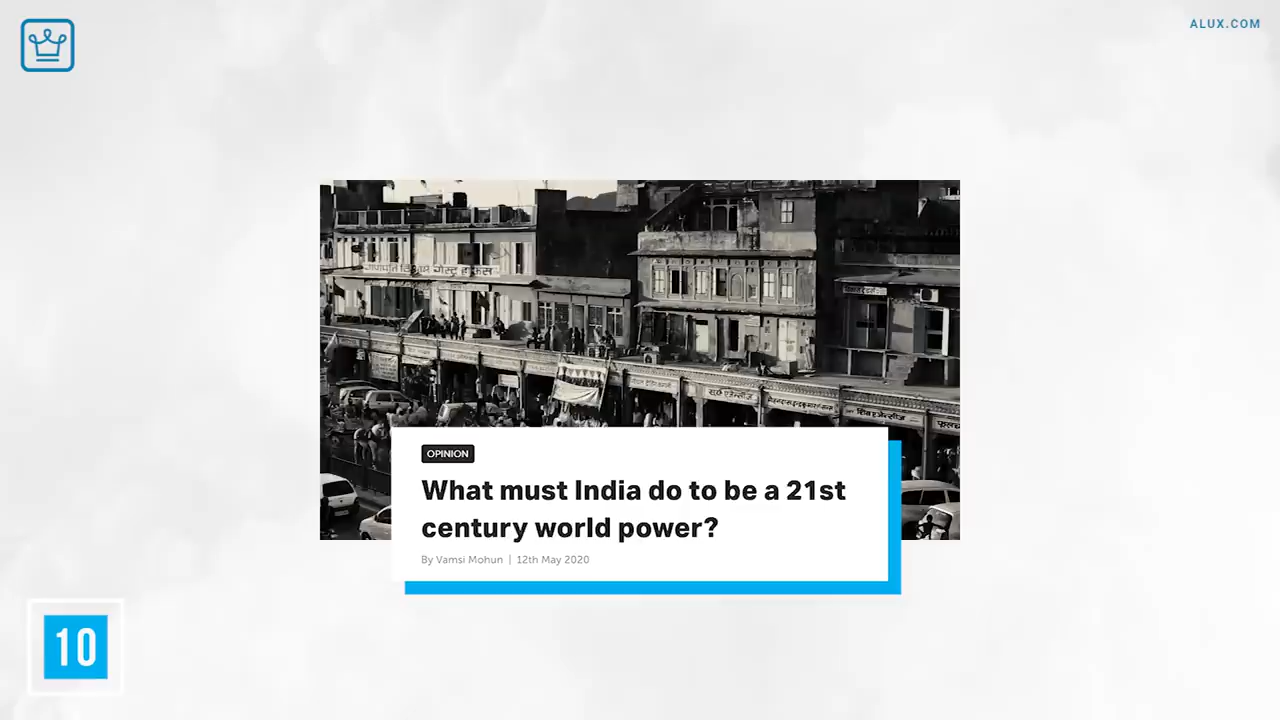 ALUX.COM
गेस्ट हाउस
OPINION
What must India do to be a 21st
century world power?
By Vamsi Mohun | 12th May 2020
10